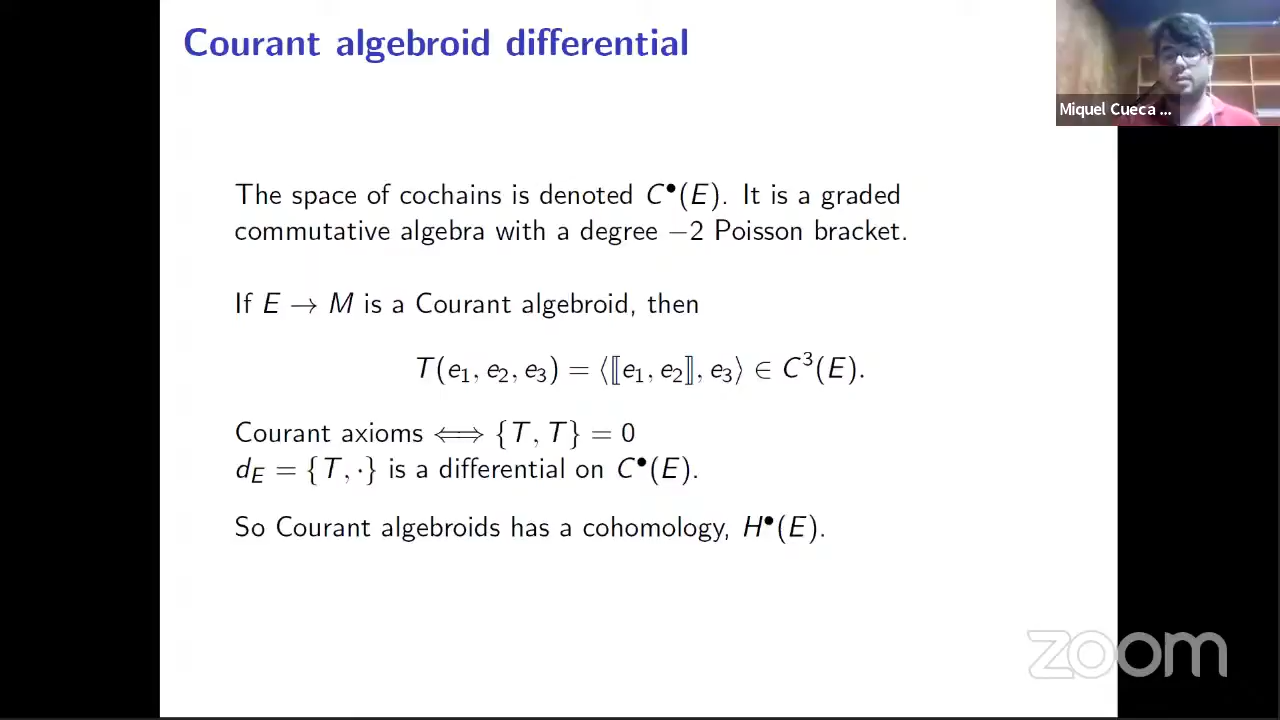 Courant algebroid differential
Miquel Cueca ...
The space of cochains is denoted C•(E). It is a graded
commutative algebra with a degree −2 Poisson bracket.
If E → M is a Courant algebroid, then
T(e₁, e₂, e₃) = ⟨⟦e₁, e₂⟧, e₃⟩ ∈ C³(E).
Courant axioms ⟺ {T, T} = 0
d_E = {T, ·} is a differential on C•(E).
So Courant algebroids has a cohomology, H•(E).
zoom